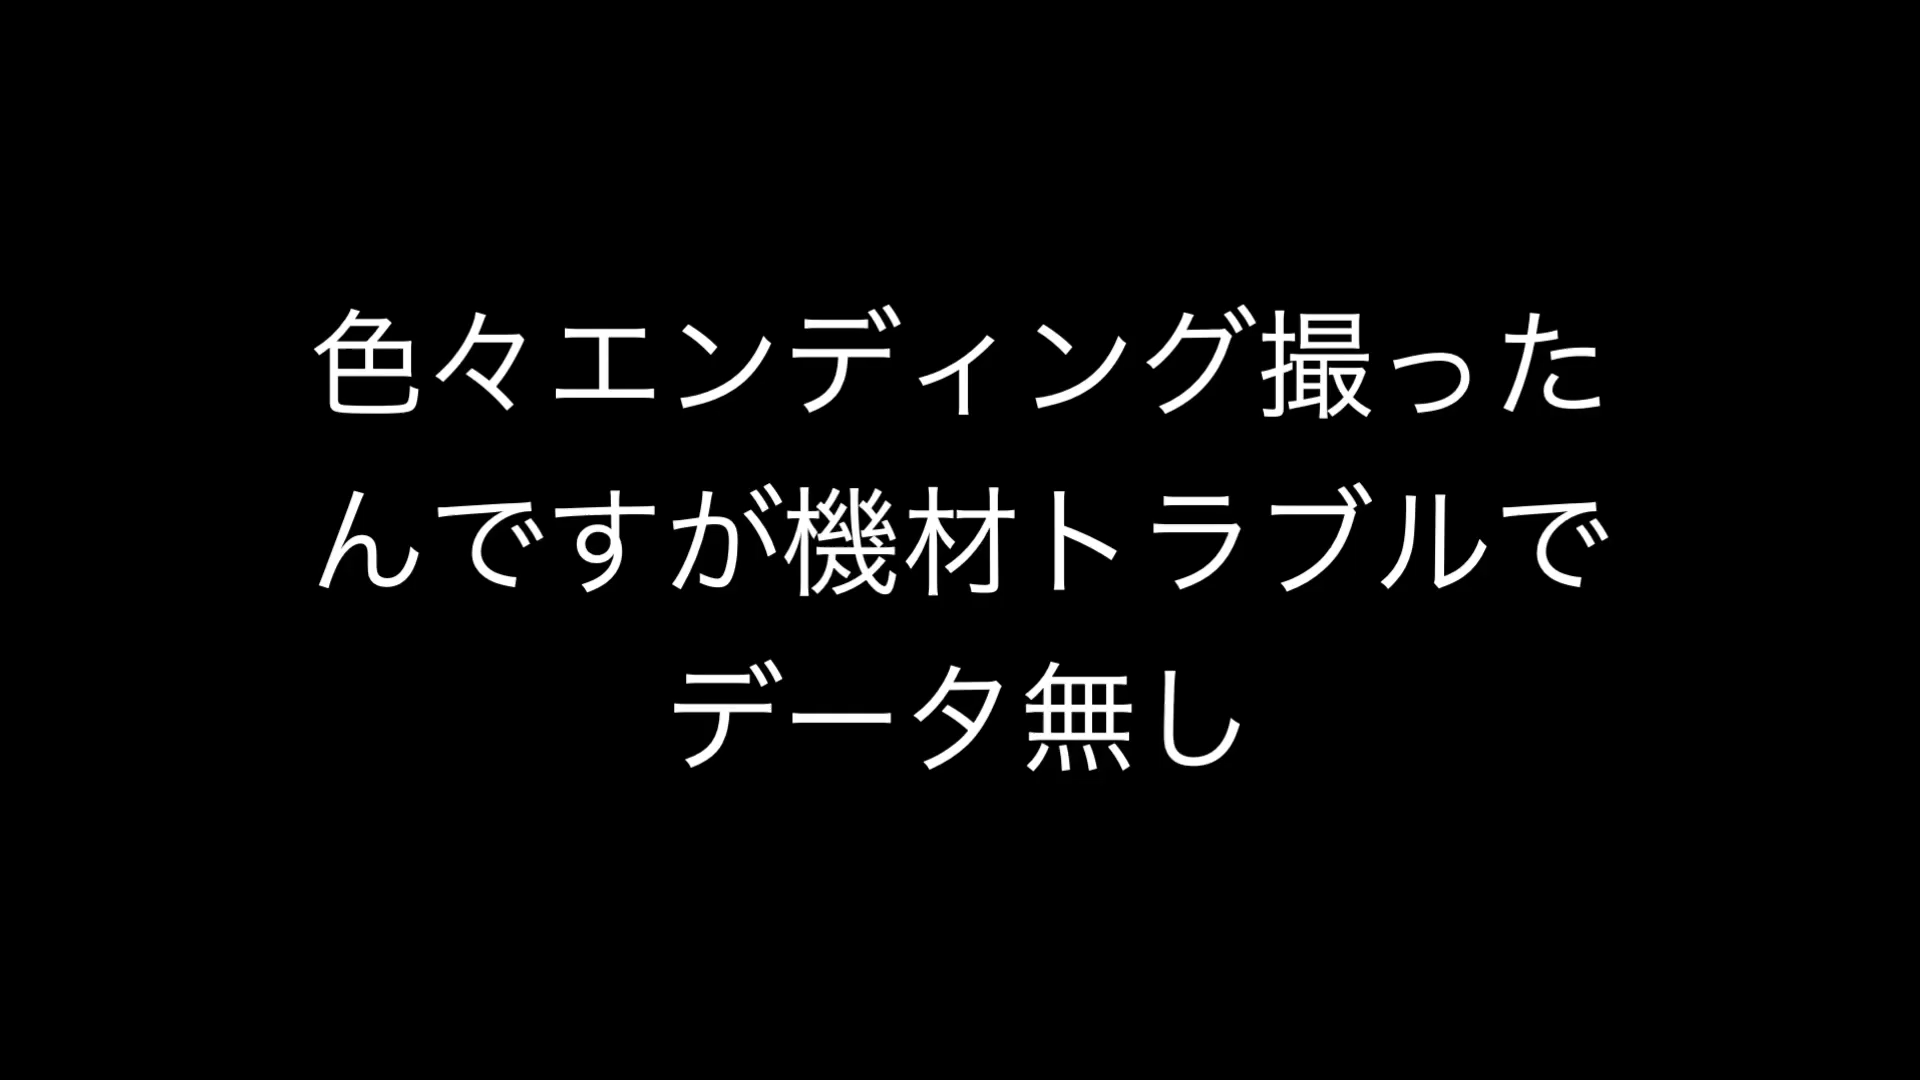 色々エンディング撮った
んですが機材トラブルで
データ無し